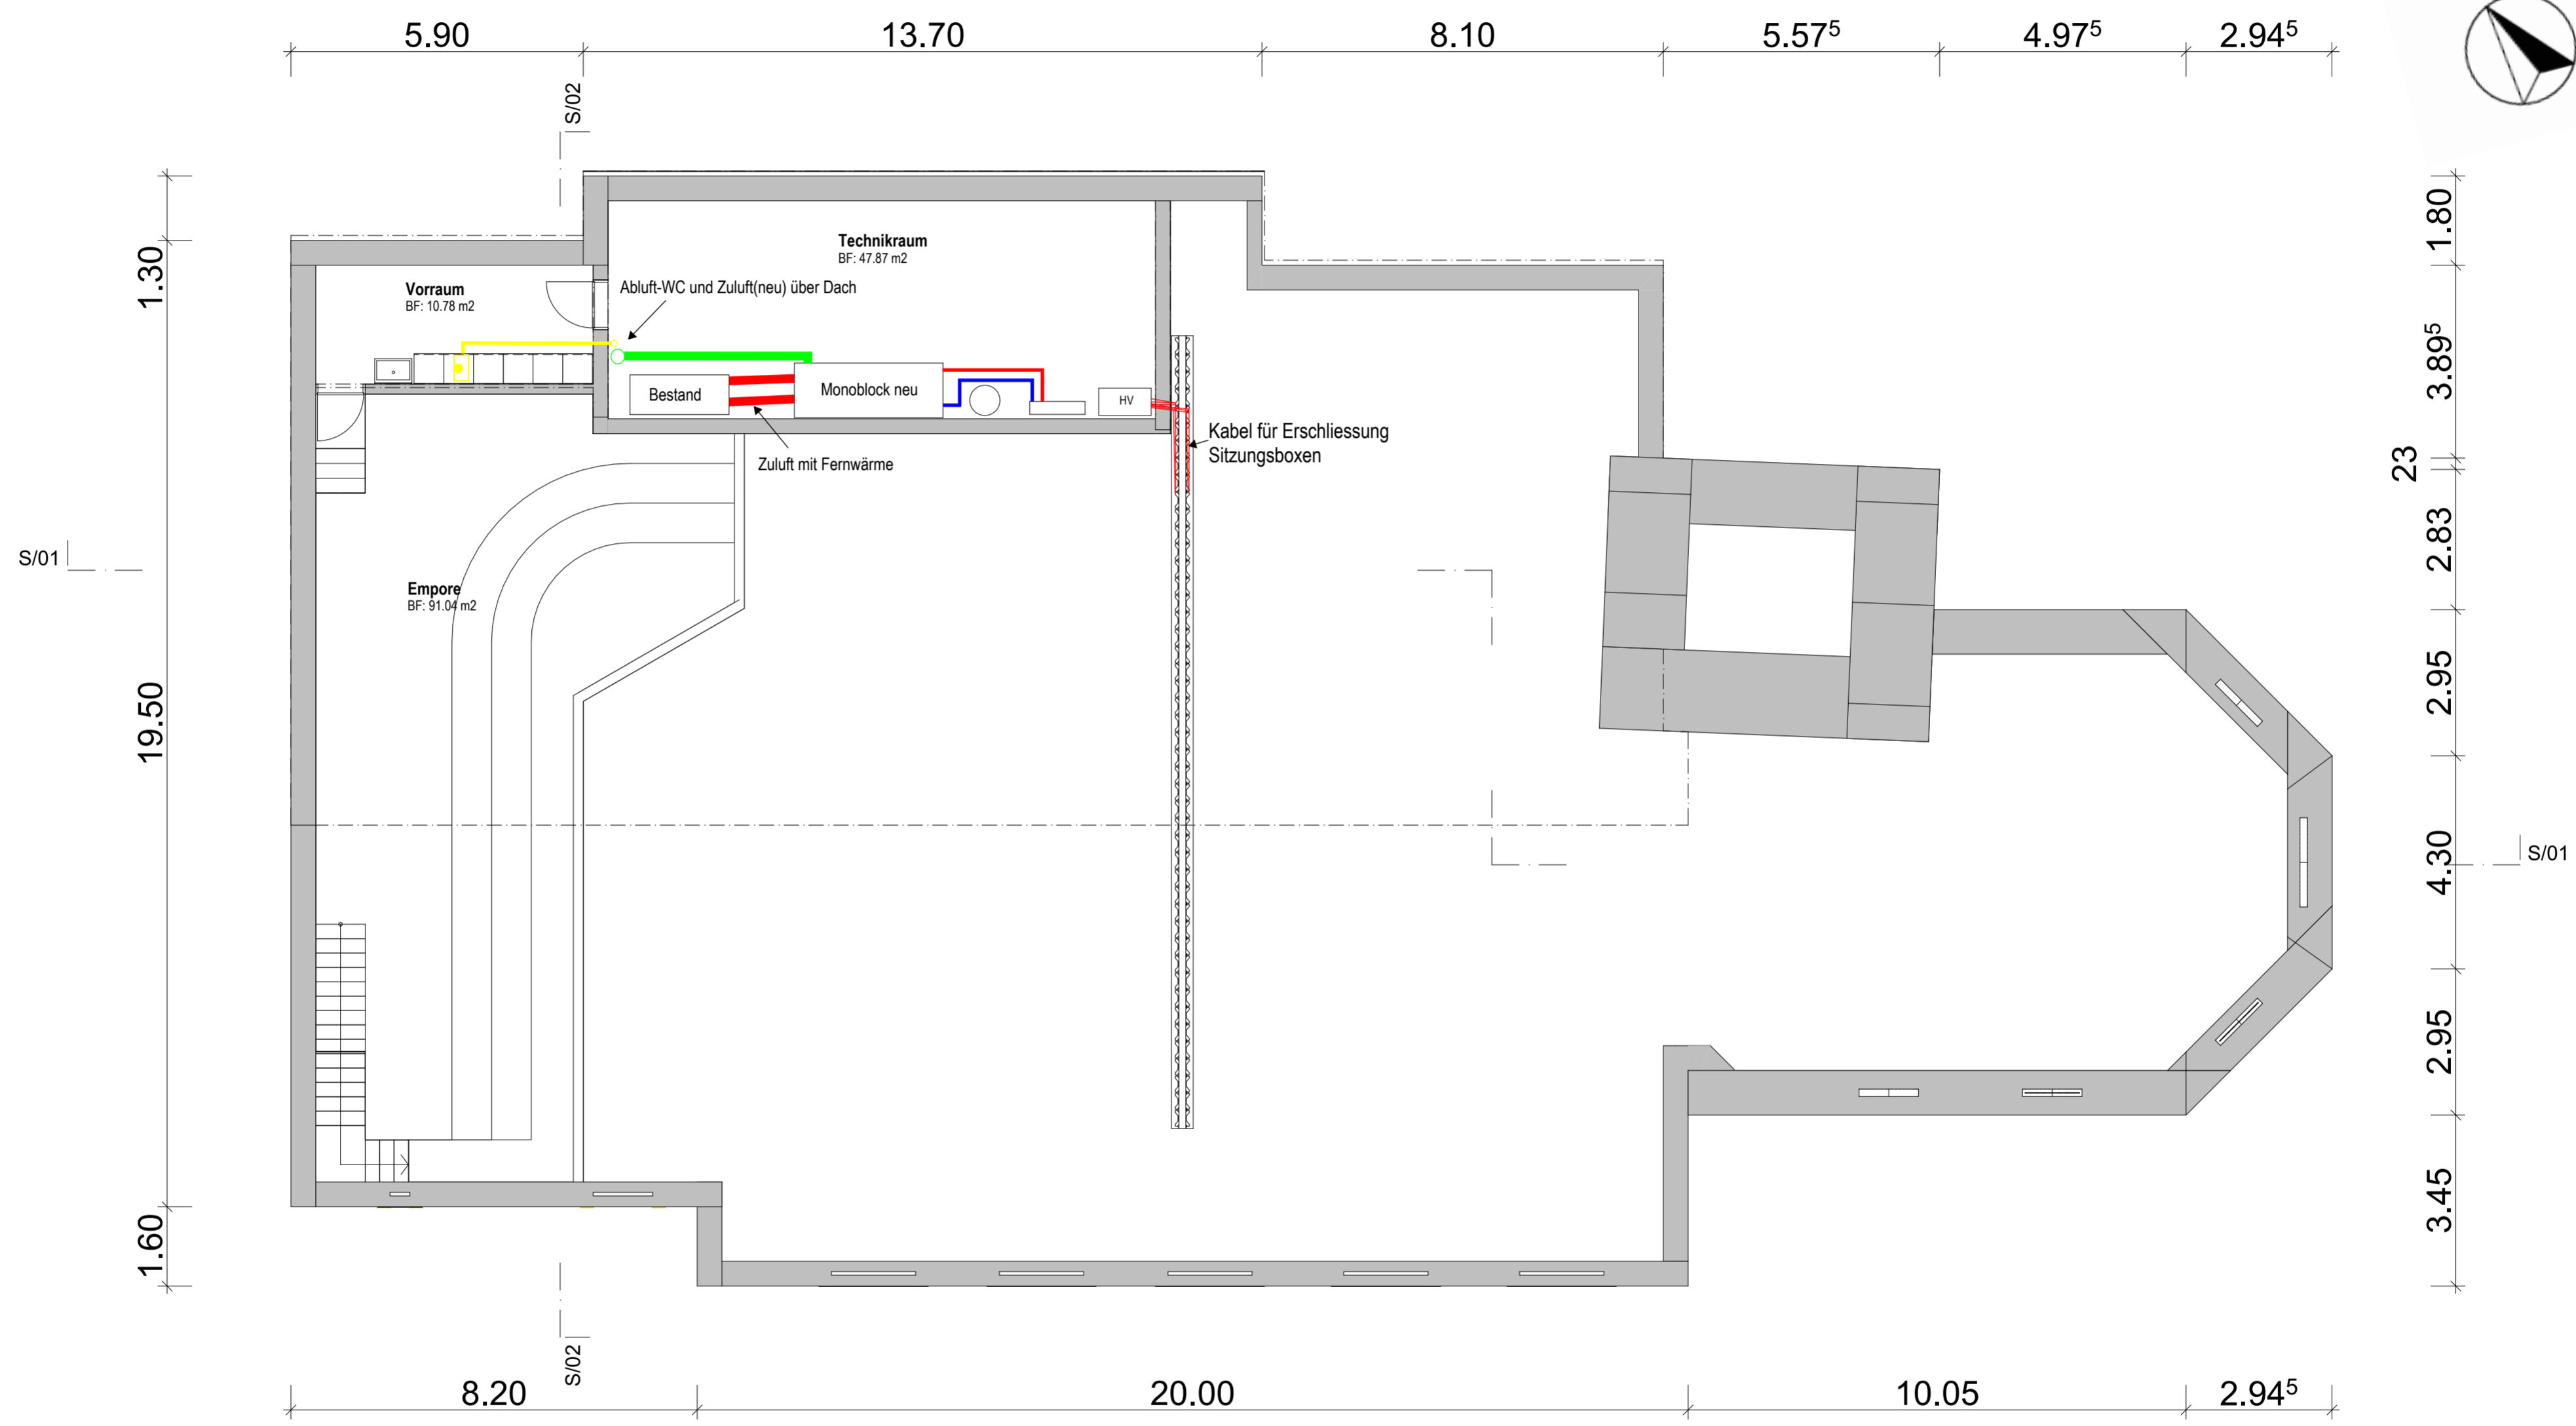 5.90 13.70 8.10 5.57⁵ 4.97⁵ 2.94⁵
S/02
1.30
19.50
1.60
S/01
Technikraum
BF: 47.87 m2
Vorraum
BF: 10.78 m2
Abluft-WC und Zuluft(neu) über Dach
Bestand
Monoblock neu
HV
Zuluft mit Fernwärme
Kabel für Erschliessung
Sitzungsboxen
Empore
BF: 91.04 m2
1.80
3.89⁵
23
2.83
2.95
4.30
2.95
3.45
S/01
S/02
8.20 20.00 10.05 2.94⁵